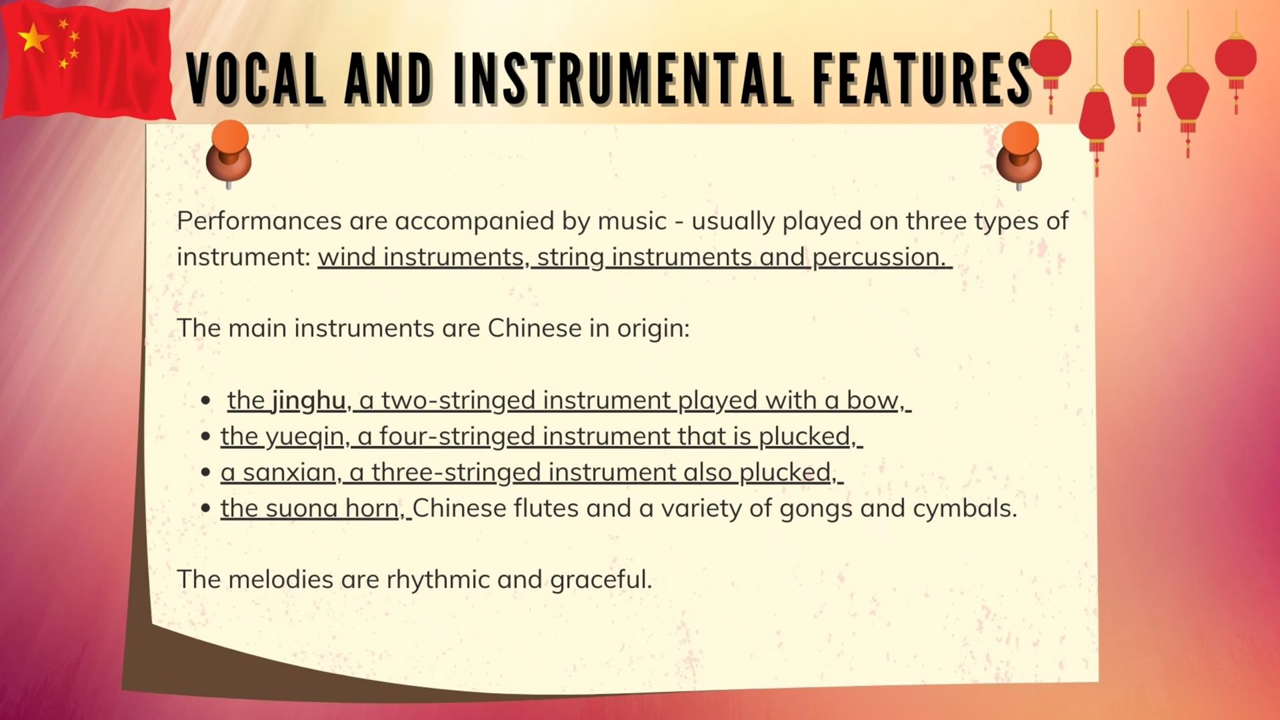 VOCAL AND INSTRUMENTAL FEATURES
Performances are accompanied by music - usually played on three types of
instrument: wind instruments, string instruments and percussion.
The main instruments are Chinese in origin:
• the jinghu, a two-stringed instrument played with a bow,
• the yueqin, a four-stringed instrument that is plucked,
• a sanxian, a three-stringed instrument also plucked,
• the suona horn, Chinese flutes and a variety of gongs and cymbals.
The melodies are rhythmic and graceful.